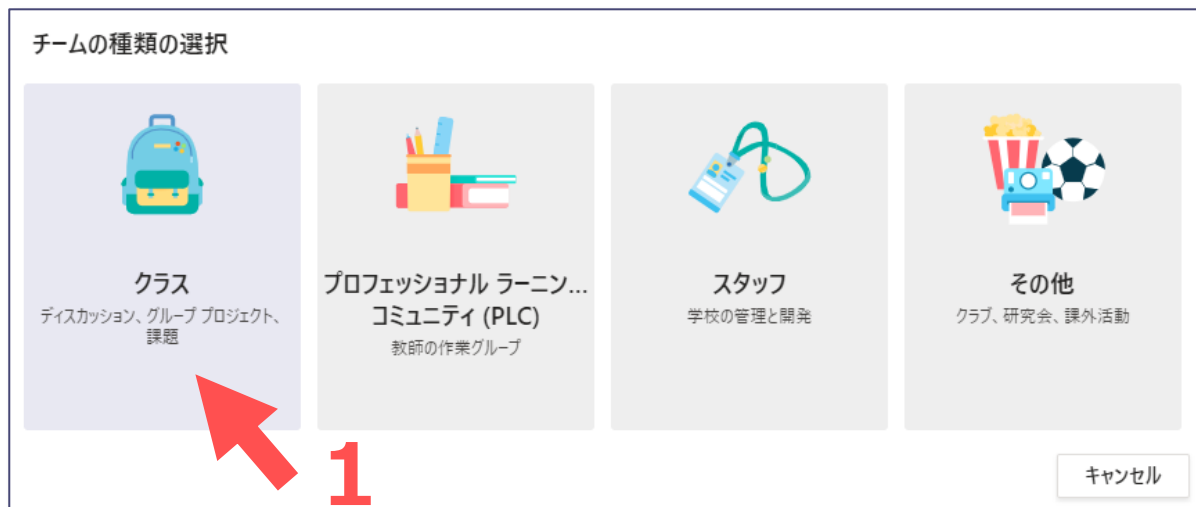 チームの種類の選択
クラス
ディスカッション、グループ プロジェクト、
課題
プロフェッショナル ラーニン...
コミュニティ (PLC)
教師の作業グループ
スタッフ
学校の管理と開発
その他
クラブ、研究会、課外活動
1
キャンセル